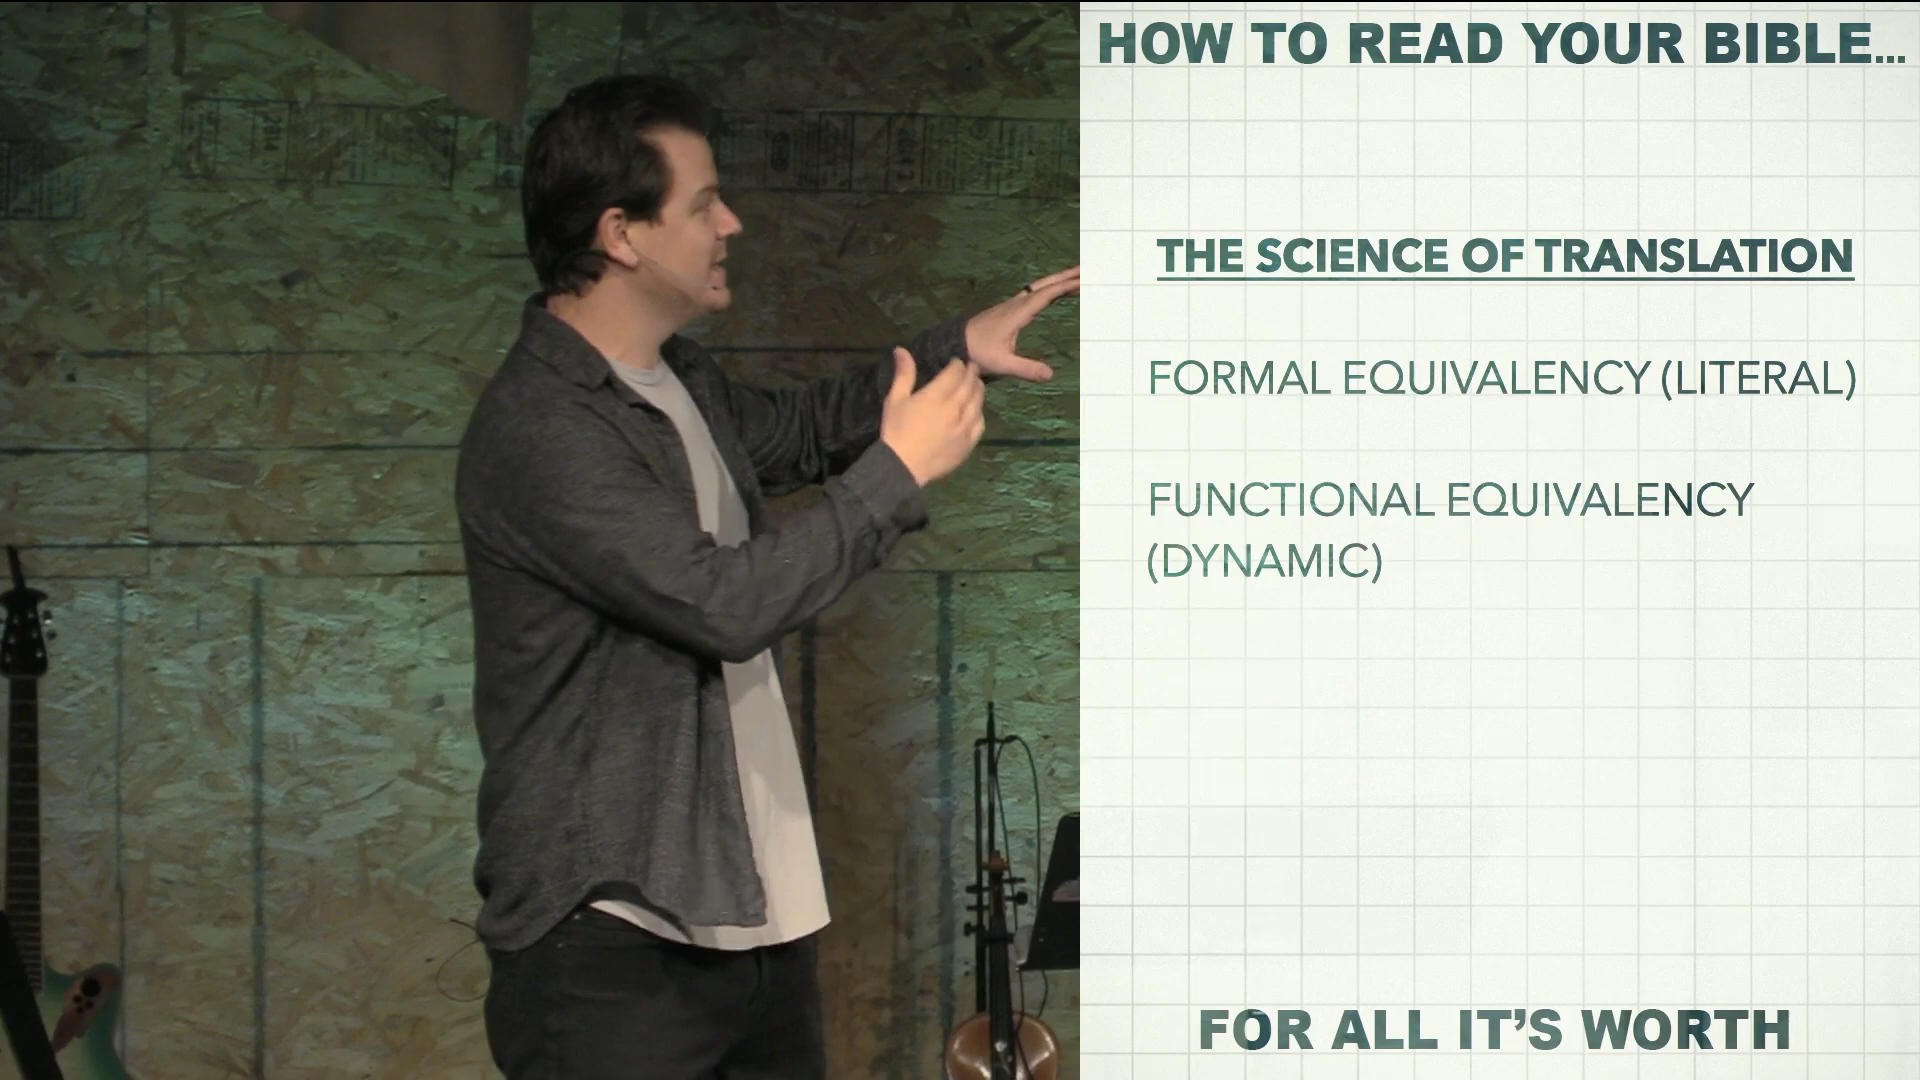 HOW TO READ YOUR BIBLE...
THE SCIENCE OF TRANSLATION
FORMAL EQUIVALENCY (LITERAL)
FUNCTIONAL EQUIVALENCY
(DYNAMIC)
FOR ALL IT'S WORTH